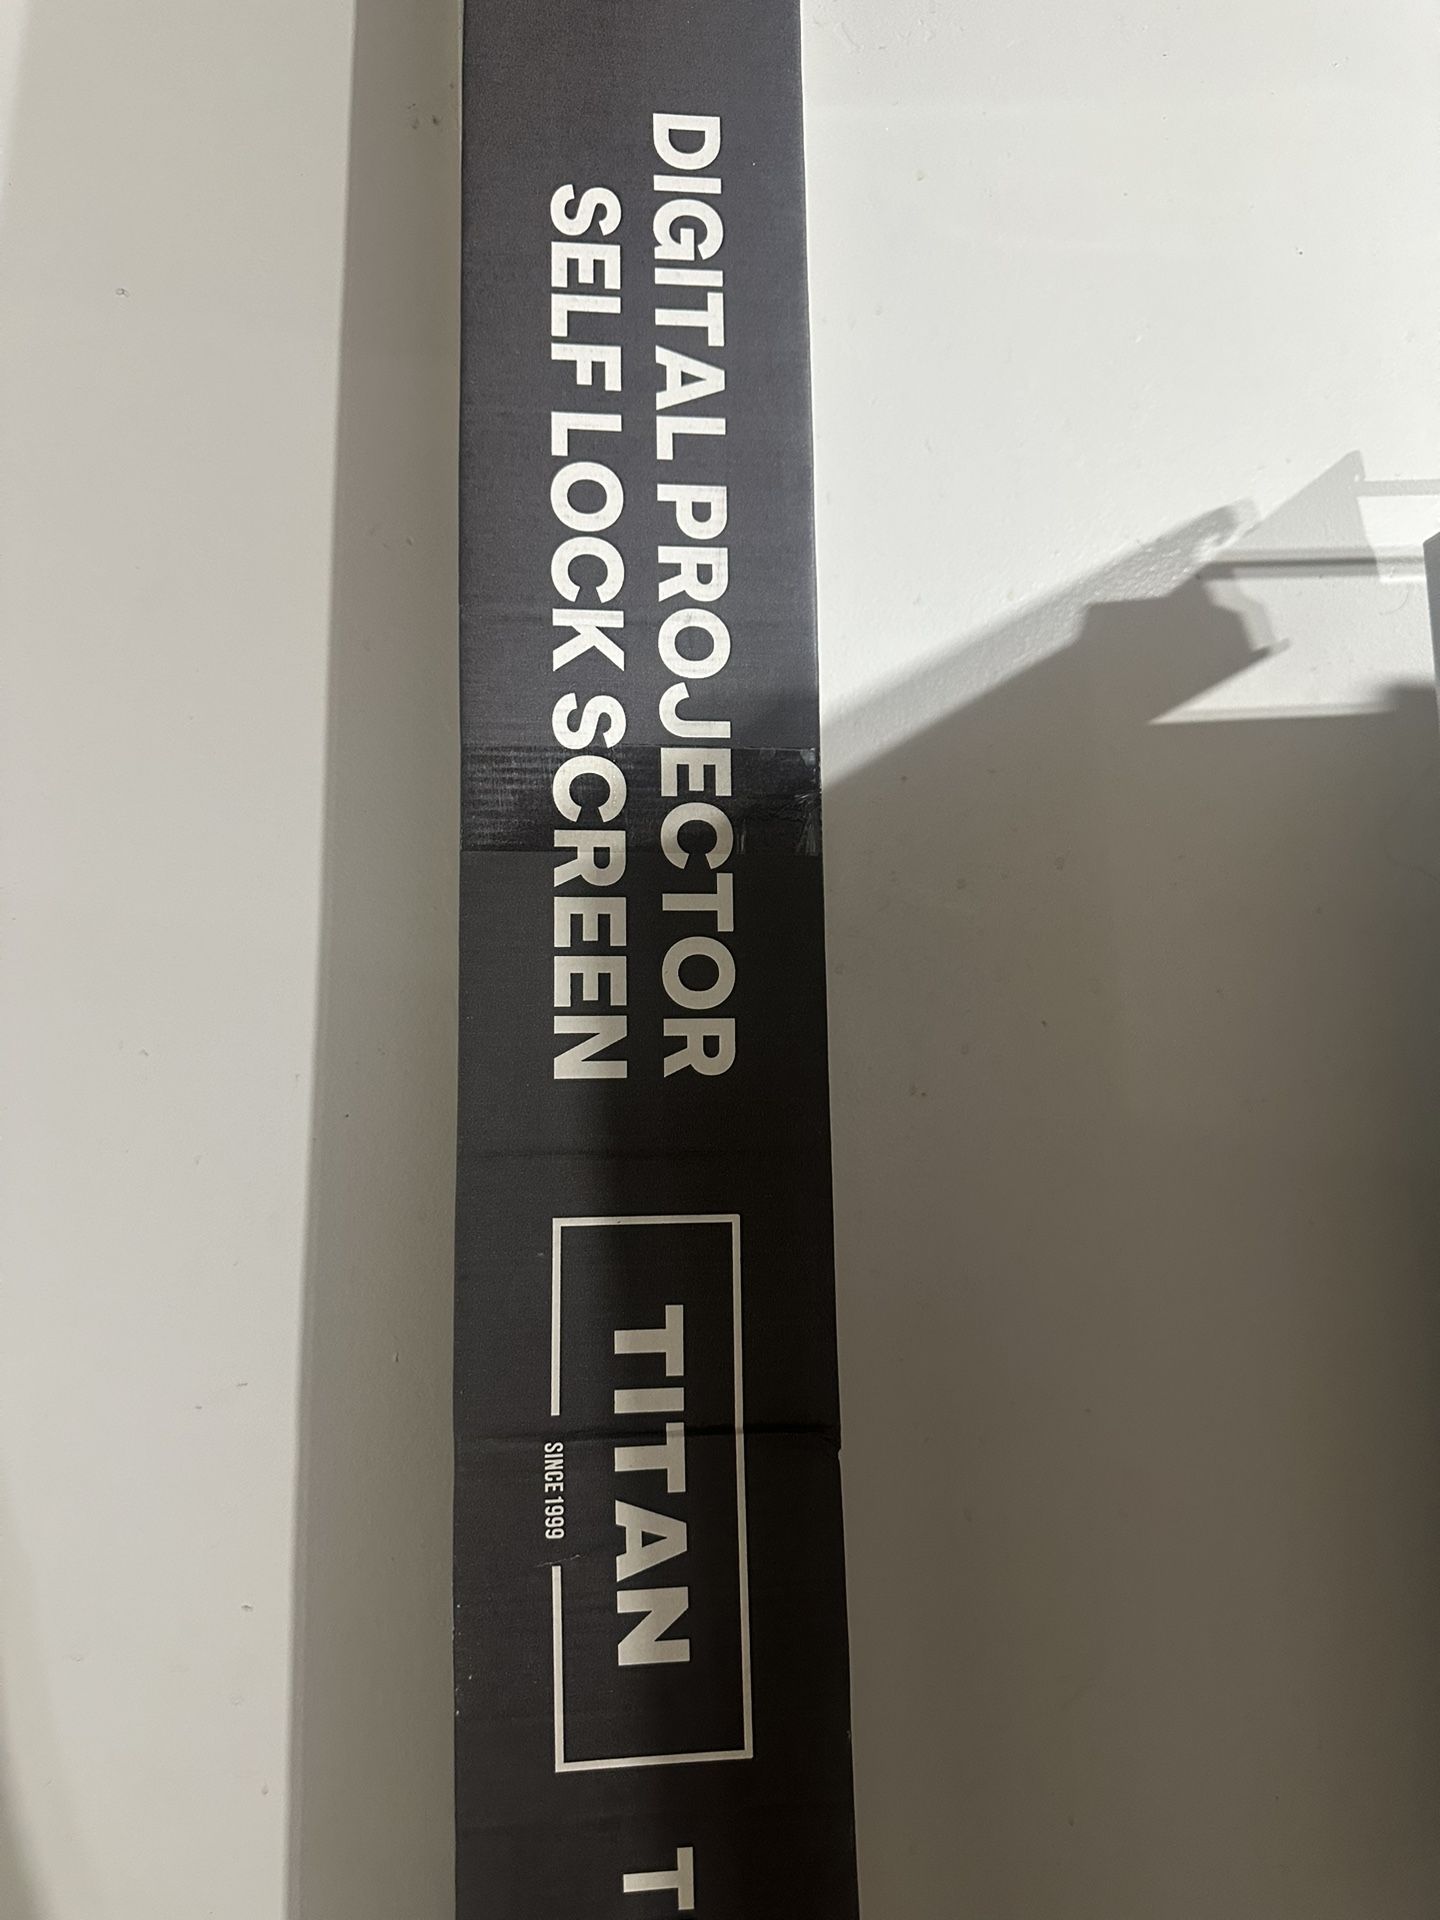 DIGITAL PROJECTOR
SELF LOCK SCREEN
TITAN
SINCE 1999
T